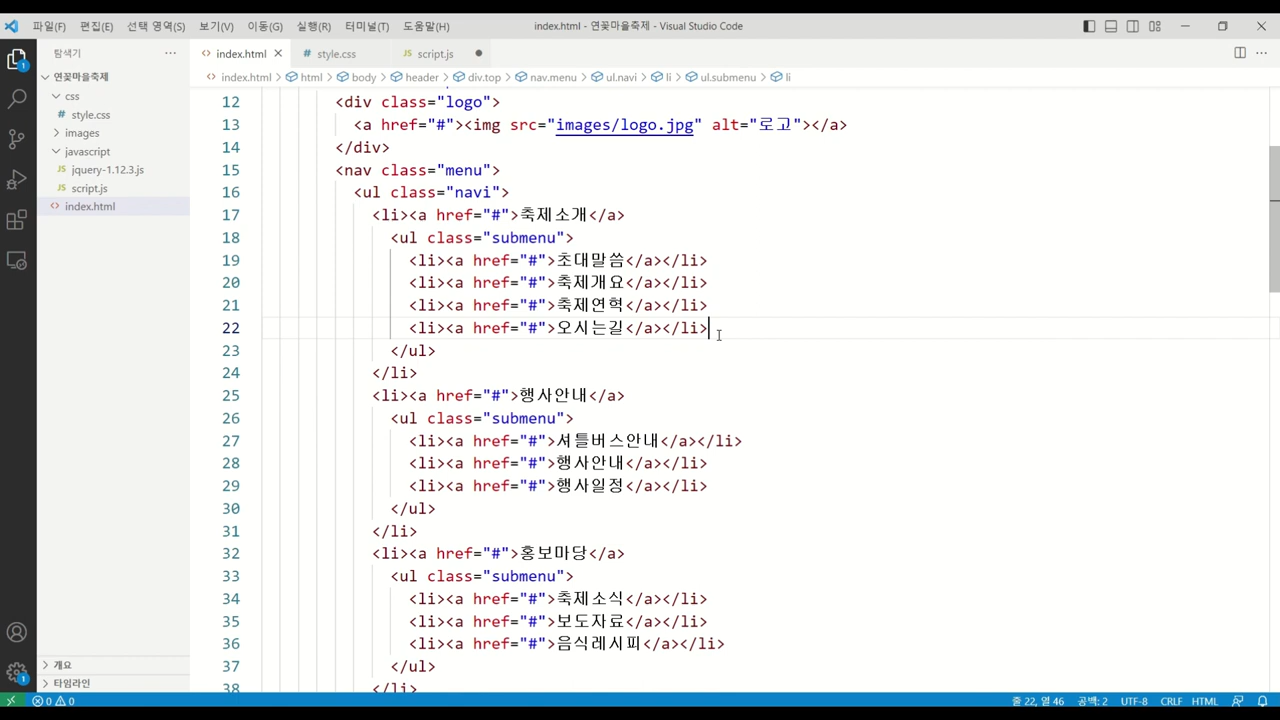 파일(F) 편집(E) 선택 영역(S) 보기(V) 이동(G) 실행(R) 터미널(T) 도움말(H) index.html - 연꽃마을축제 - Visual Studio Code
탐색기
index.html style.css script.js
연꽃마을축제
index.html > html > body > header > div.top > nav.menu > ul.navi > li > ul.submenu > li
css
style.css
images
javascript
jquery-1.12.3.js
script.js
index.html
12 <div class="logo">
13 <a href="#"><img src="images/logo.jpg" alt="로고"></a>
14 </div>
15 <nav class="menu">
16 <ul class="navi">
17 <li><a href="#">축제소개</a>
18 <ul class="submenu">
19 <li><a href="#">초대말씀</a></li>
20 <li><a href="#">축제개요</a></li>
21 <li><a href="#">축제연혁</a></li>
22 <li><a href="#">오시는길</a></li>
23 </ul>
24 </li>
25 <li><a href="#">행사안내</a>
26 <ul class="submenu">
27 <li><a href="#">셔틀버스안내</a></li>
28 <li><a href="#">행사안내</a></li>
29 <li><a href="#">행사일정</a></li>
30 </ul>
31 </li>
32 <li><a href="#">홍보마당</a>
33 <ul class="submenu">
34 <li><a href="#">축제소식</a></li>
35 <li><a href="#">보도자료</a></li>
36 <li><a href="#">음식레시피</a></li>
37 </ul>
38 </li>
개요
타임라인
1
1
0 0 줄 22, 열 46 공백: 2 UTF-8 CRLF HTML